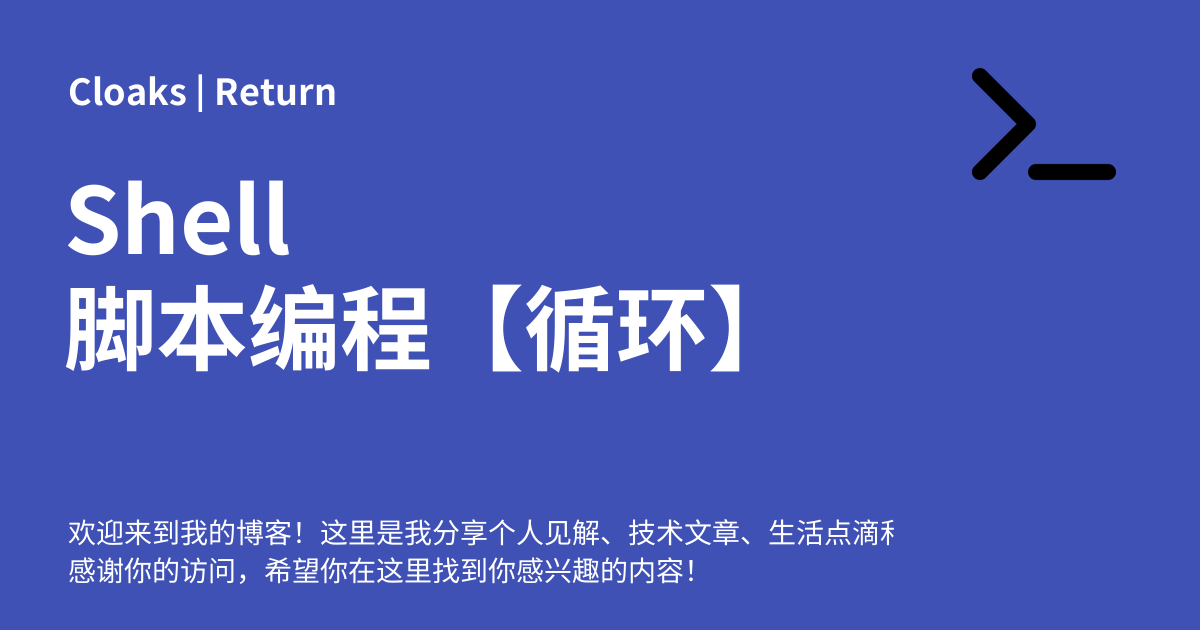 Cloaks | Return
Shell
脚本编程【循环】
欢迎来到我的博客！这里是我分享个人见解、技术文章、生活点滴
感谢你的访问，希望你在这里找到你感兴趣的内容！